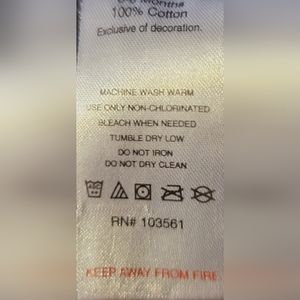 Months
100% Cotton
Exclusive of decoration.
MACHINE WASH WARM
USE ONLY NON-CHLORINATED
BLEACH WHEN NEEDED
TUMBLE DRY LOW
DO NOT IRON
DO NOT DRY CLEAN
RN# 103561
KEEP AWAY FROM FIRE